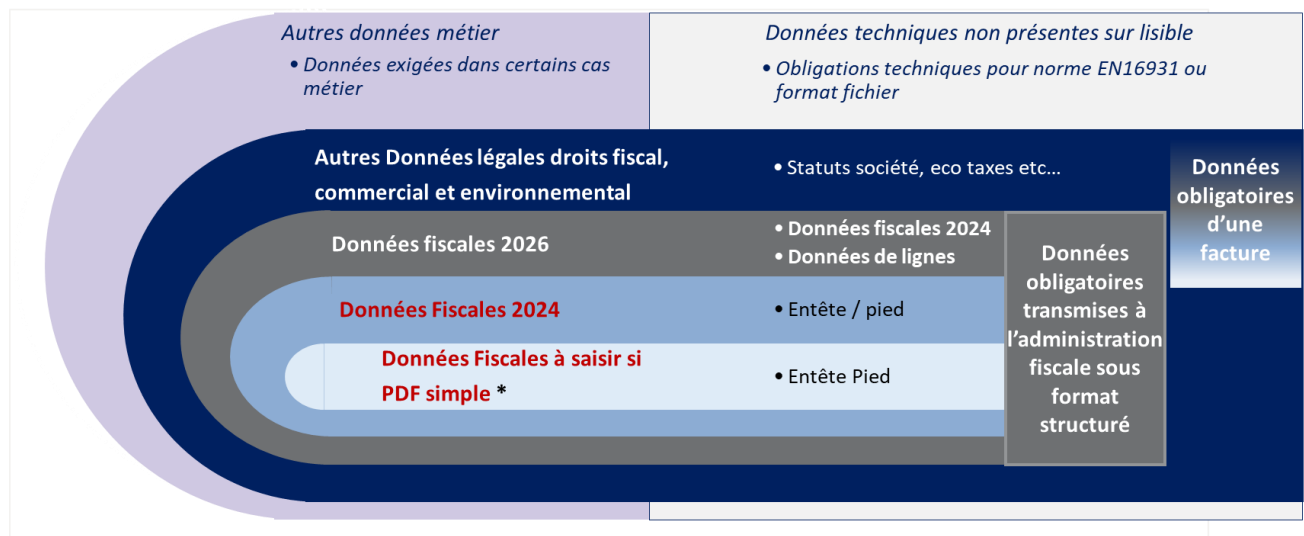 Autres données métier
• Données exigées dans certains cas
métier
Données techniques non présentes sur lisible
• Obligations techniques pour norme EN16931 ou
format fichier
Autres Données légales droits fiscal,
commercial et environnemental
• Statuts société, eco taxes etc…
Données
obligatoires
d’une
facture
Données fiscales 2026
• Données fiscales 2024
• Données de lignes
Données Fiscales 2024
• Entête / pied
Données Fiscales à saisir si
PDF simple *
• Entête Pied
Données
obligatoires
transmises à
l’administration
fiscale sous
format
structuré